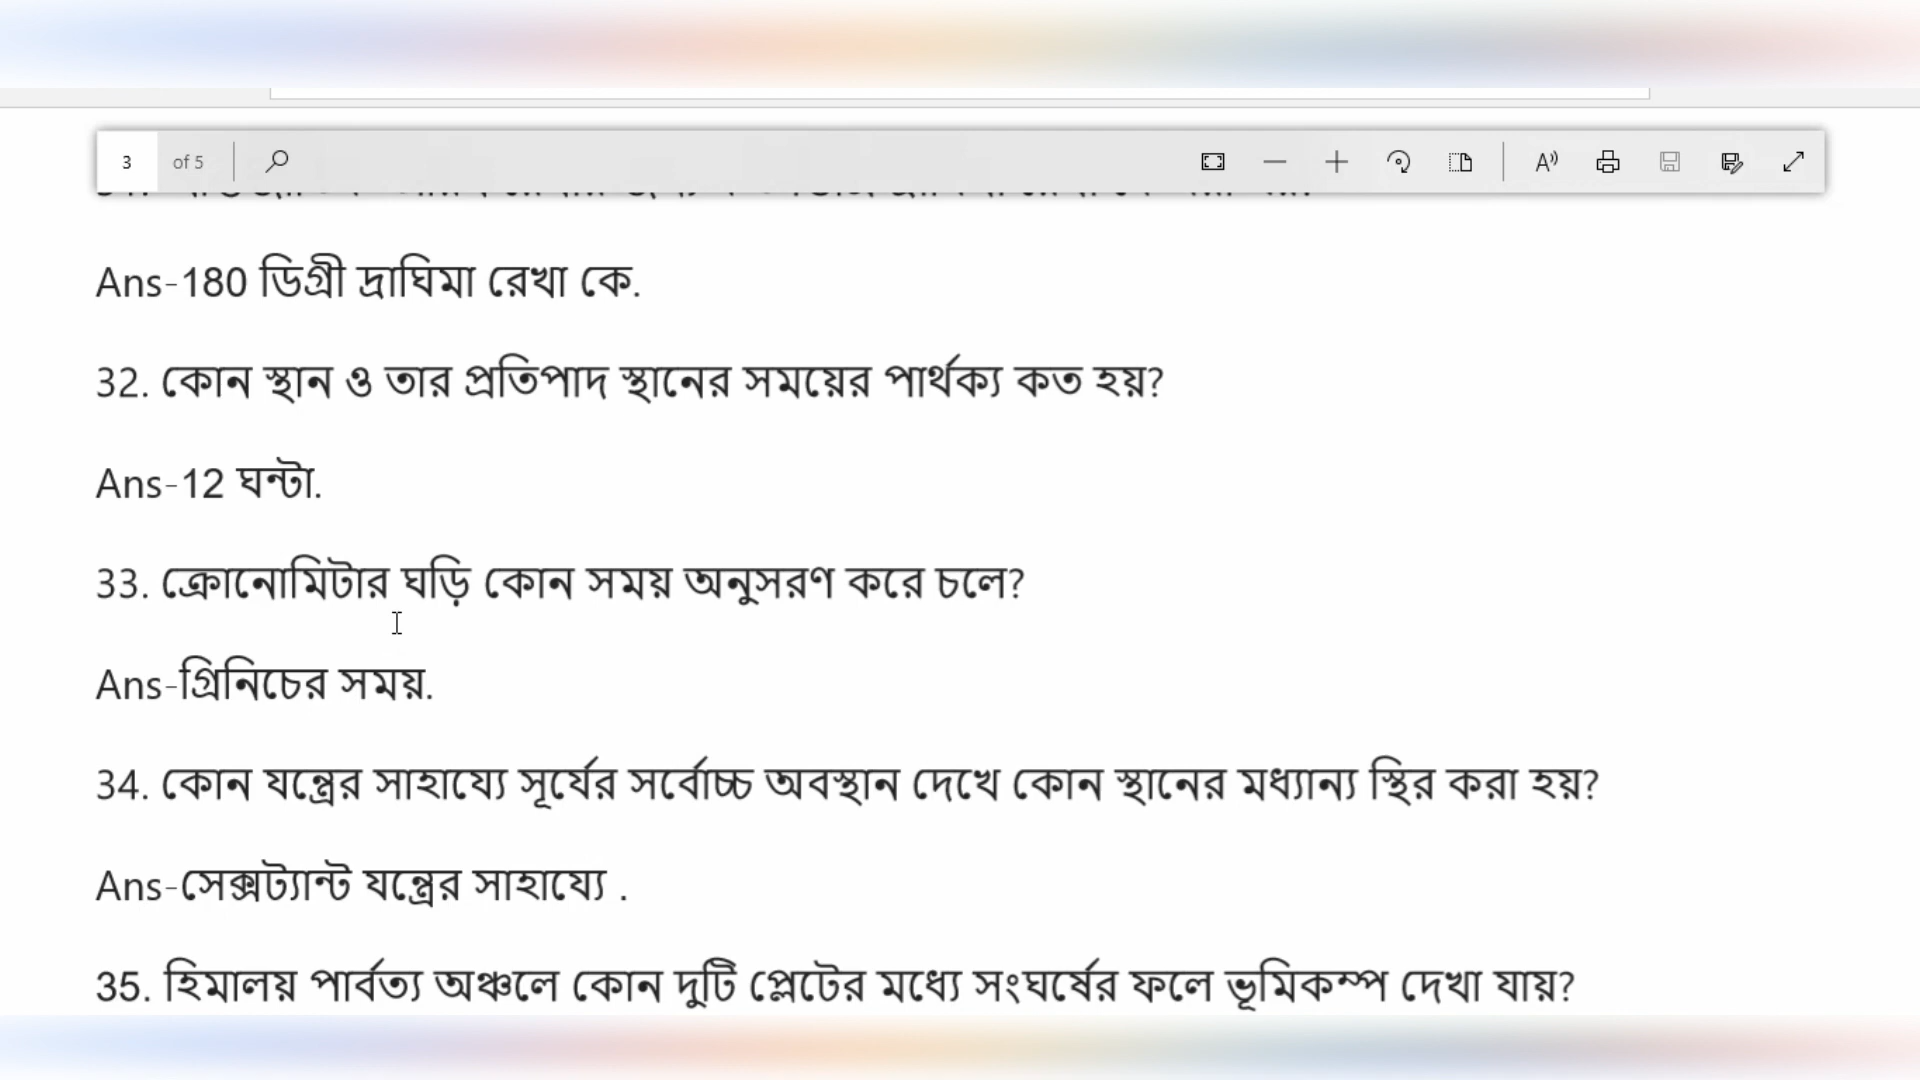 3 of 5
Ans-180 ডিগ্রী দ্রাঘিমা রেখা কে.
32. কোন স্থান ও তার প্রতিপাদ স্থানের সময়ের পার্থক্য কত হয়?
Ans-12 ঘন্টা.
33. ক্রোনোমিটার ঘড়ি কোন সময় অনুসরণ করে চলে?
Ans-গ্রিনিচের সময়.
34. কোন যন্ত্রের সাহায্যে সূর্যের সর্বোচ্চ অবস্থান দেখে কোন স্থানের মধ্যান্য স্থির করা হয়?
Ans-সেক্সট্যান্ট যন্ত্রের সাহায্যে .
35. হিমালয় পার্বত্য অঞ্চলে কোন দুটি প্লেটের মধ্যে সংঘর্ষের ফলে ভূমিকম্প দেখা যায়?